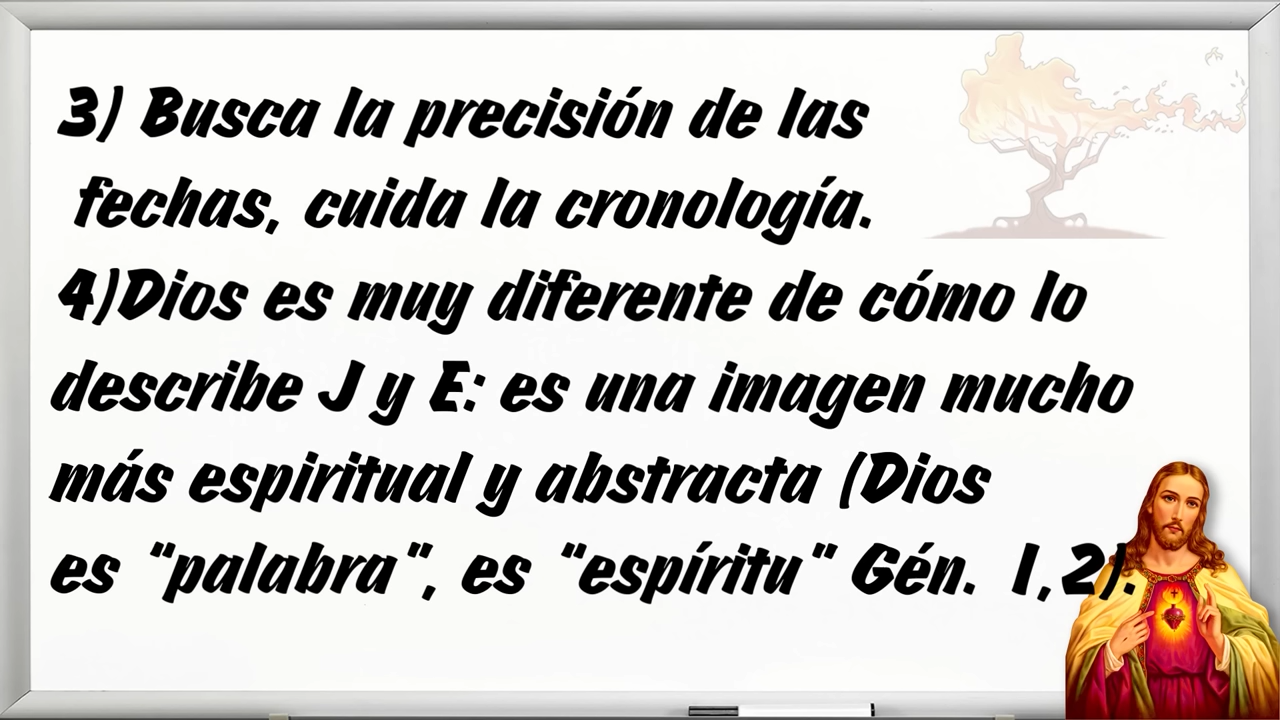 3) Busca la precisión de las
fechas, cuida la cronología.
4)Dios es muy diferente de cómo lo
describe J y E: es una imagen mucho
más espiritual y abstracta (Dios
es "palabra", es "espíritu" Gén. 1,2).